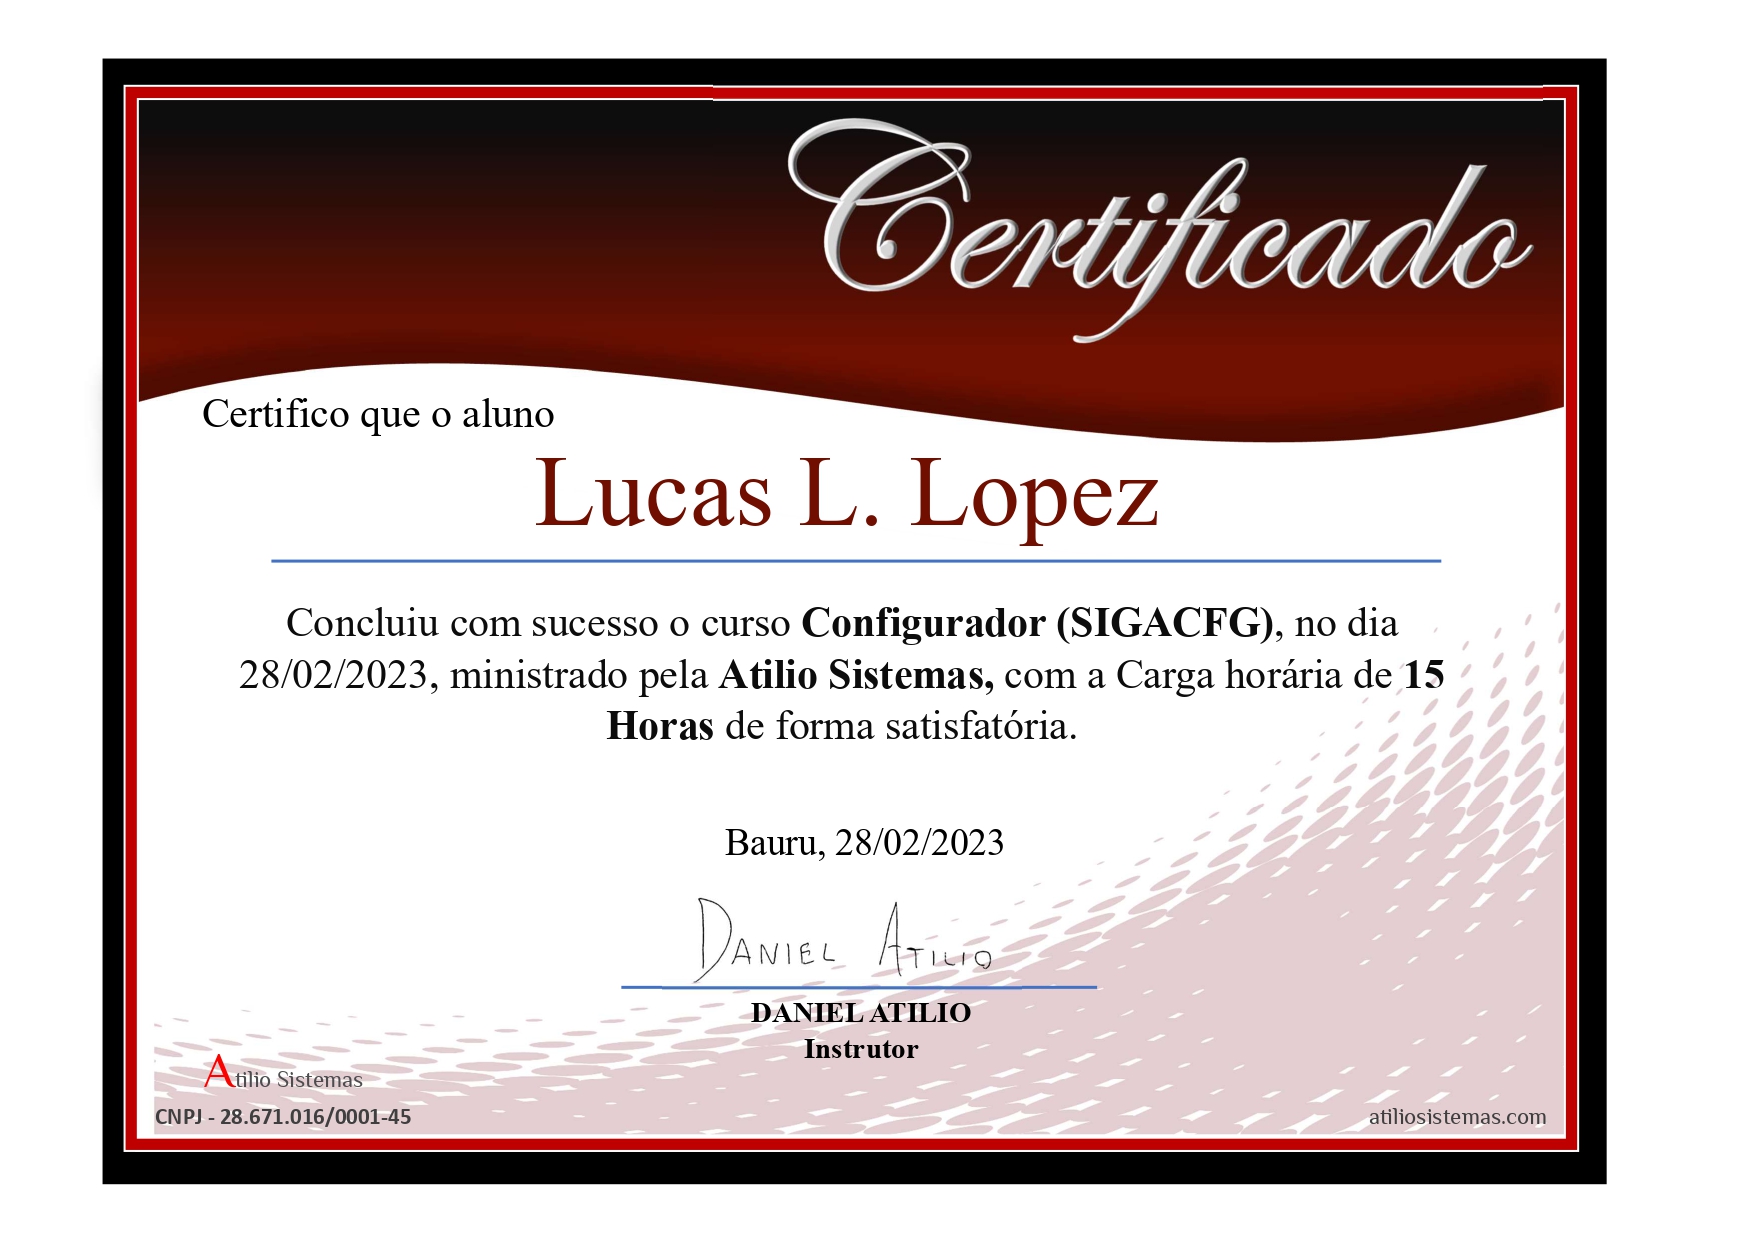 Certificado
Certifico que o aluno
Lucas L. Lopez
Concluiu com sucesso o curso Configurador (SIGACFG), no dia
28/02/2023, ministrado pela Atilio Sistemas, com a Carga horária de 15
Horas de forma satisfatória.
Bauru, 28/02/2023
DANIEL ATILIO
DANIEL ATILIO
Instrutor
Atilio Sistemas
CNPJ - 28.671.016/0001-45
atiliosistemas.com